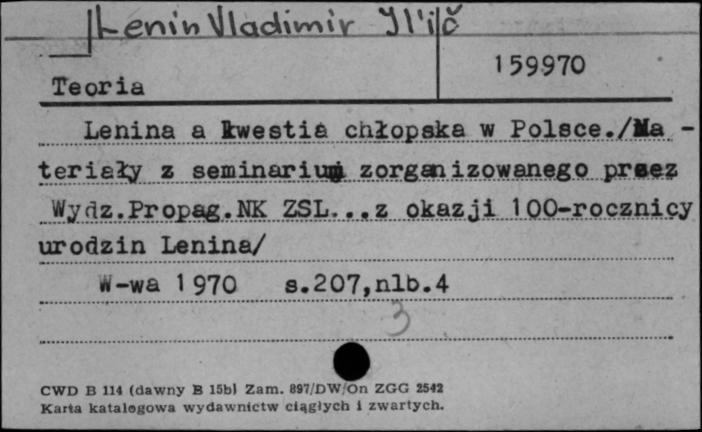 Lenin Vladimir Il'ič
159970
Teoria
Lenina a kwestia chłopska w Polsce./Ma -
teriały z seminarium zorganizowanego przez
Wydz.Propag.NK ZSL...z okazji 100-rocznicy
urodzin Lenina/
W-wa 1970 s.207,nlb.4
3
CWD B 114 (dawny B 15b) Zam. 897/DW/On ZGG 2542
Karta katalogowa wydawnictw ciągłych i zwartych.